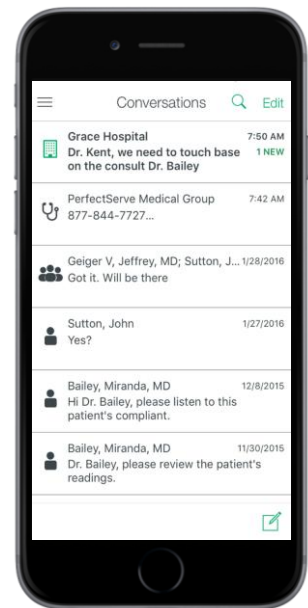 Conversations
Edit
Grace Hospital
7:50 AM
Dr. Kent, we need to touch base
1 NEW
on the consult Dr. Bailey
PerfectServe Medical Group
7:42 AM
877-844-7727...
Geiger V, Jeffrey, MD; Sutton, J...
1/28/2016
Got it. Will be there
Sutton, John
1/27/2016
Yes?
Bailey, Miranda, MD
12/8/2015
Hi Dr. Bailey, please listen to this
patient's compliant.
Bailey, Miranda, MD
11/30/2015
Dr. Bailey, please review the patient's
readings.